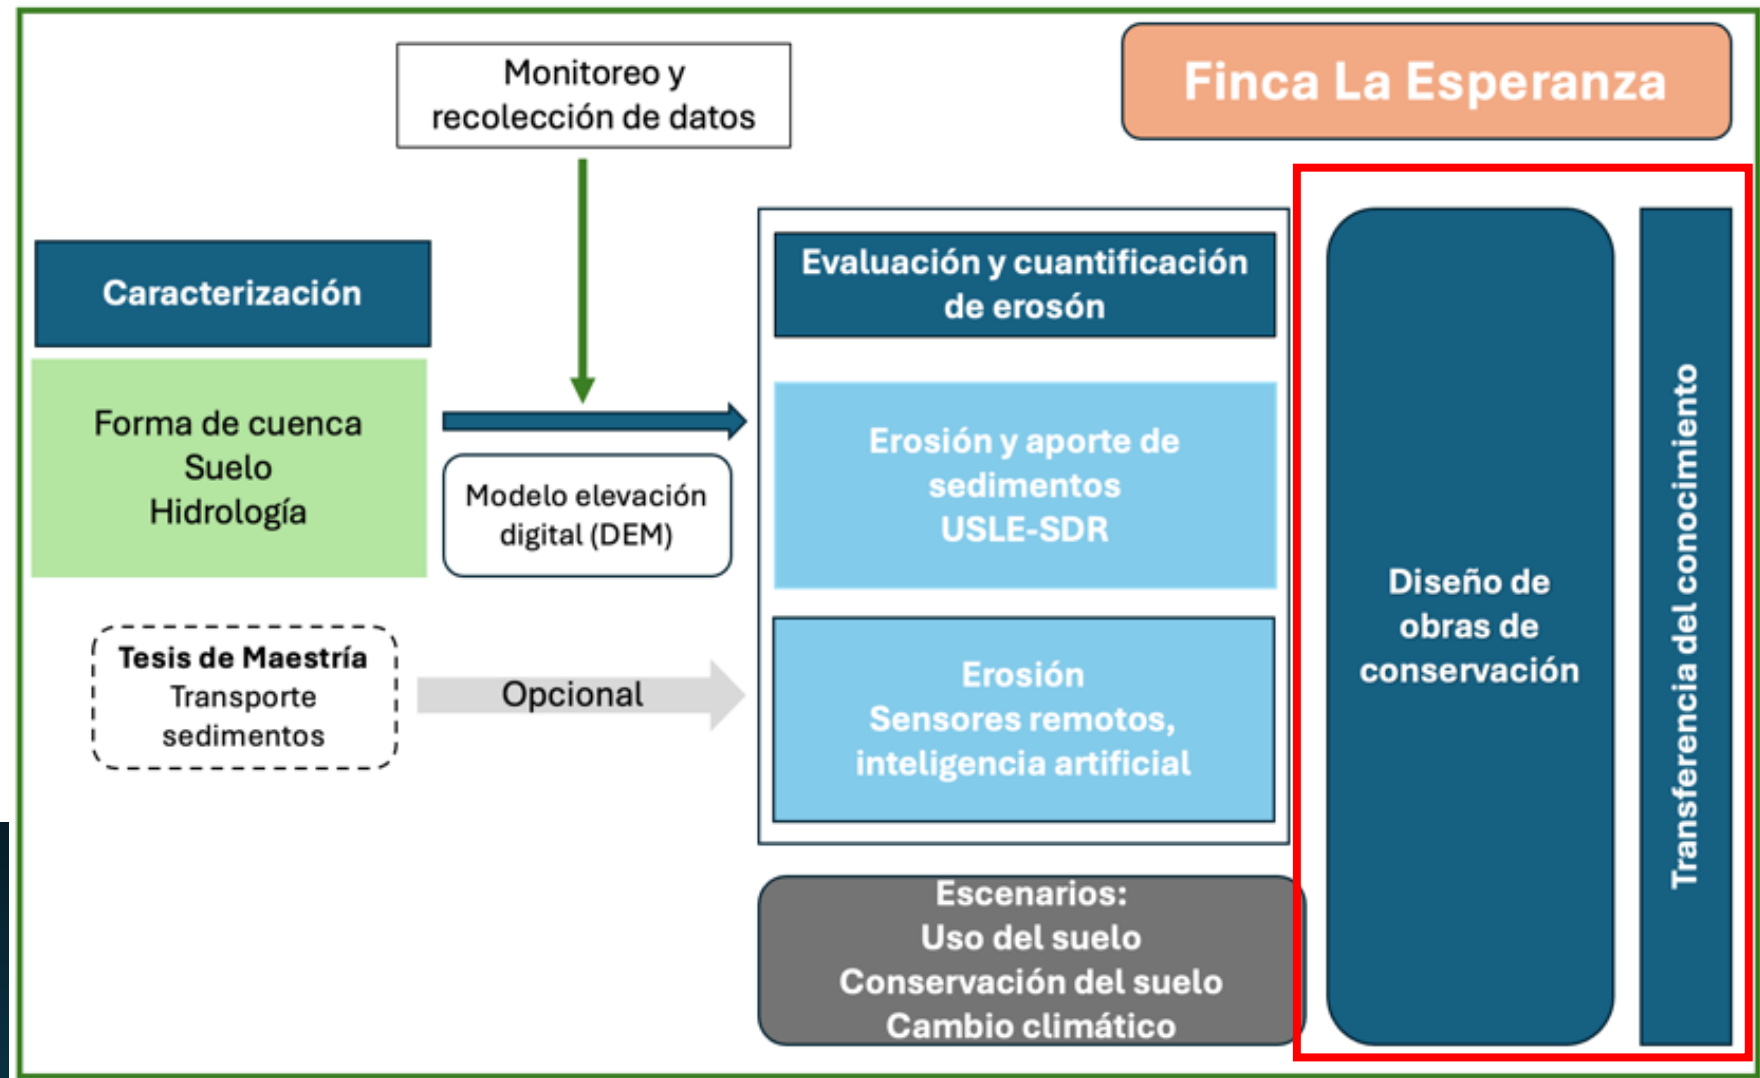 Monitoreo y
recolección de datos
Finca La Esperanza
Caracterización
Forma de cuenca
Suelo
Hidrología
Modelo elevación
digital (DEM)
Tesis de Maestría
Transporte
sedimentos
Opcional
Evaluación y cuantificación
de erosón
Erosión y aporte de
sedimentos
USLE-SDR
Erosión
Sensores remotos,
inteligencia artificial
Escenarios:
Uso del suelo
Conservación del suelo
Cambio climático
Diseño de
obras de
conservación
Transferencia del conocimiento